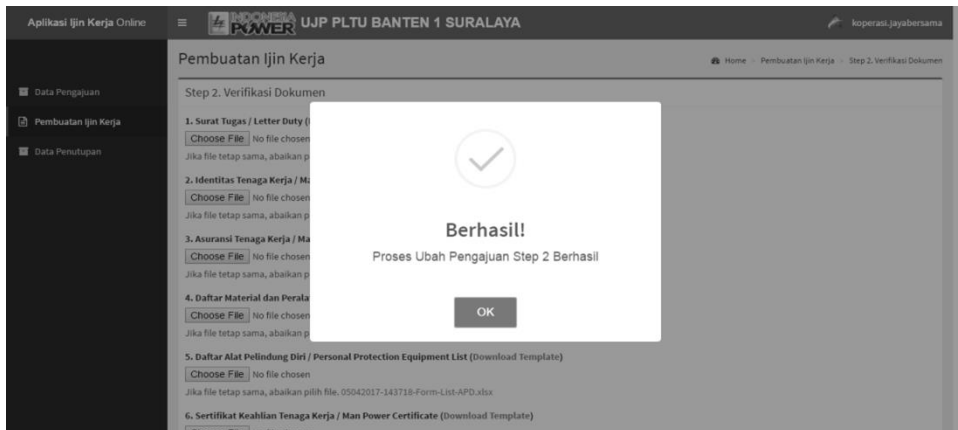 Aplikasi Ijin Kerja Online
INDONESIA POWER UJP PLTU BANTEN 1 SURALAYA
koperasi.jayabersama
Pembuatan Ijin Kerja
Home > Pembuatan Ijin Kerja > Step 2. Verifikasi Dokumen
Data Pengajuan
Pembuatan Ijin Kerja
Data Penutupan
Step 2. Verifikasi Dokumen
1. Surat Tugas / Letter Duty (
Choose File No file chosen
Jika file tetap sama, abaikan p
2. Identitas Tenaga Kerja / Ma
Choose File No file chosen
Jika file tetap sama, abaikan p
3. Asuransi Tenaga Kerja / Ma
Choose File No file chosen
Jika file tetap sama, abaikan p
4. Daftar Material dan Perala
Choose File No file chosen
Jika file tetap sama, abaikan p
Berhasil!
Proses Ubah Pengajuan Step 2 Berhasil
OK
5. Daftar Alat Pelindung Diri / Personal Protection Equipment List (Download Template)
Choose File No file chosen
Jika file tetap sama, abaikan pilih file. 05042017-143718-Form-List-APD.xlsx
6. Sertifikat Keahlian Tenaga Kerja / Man Power Certificate (Download Template)